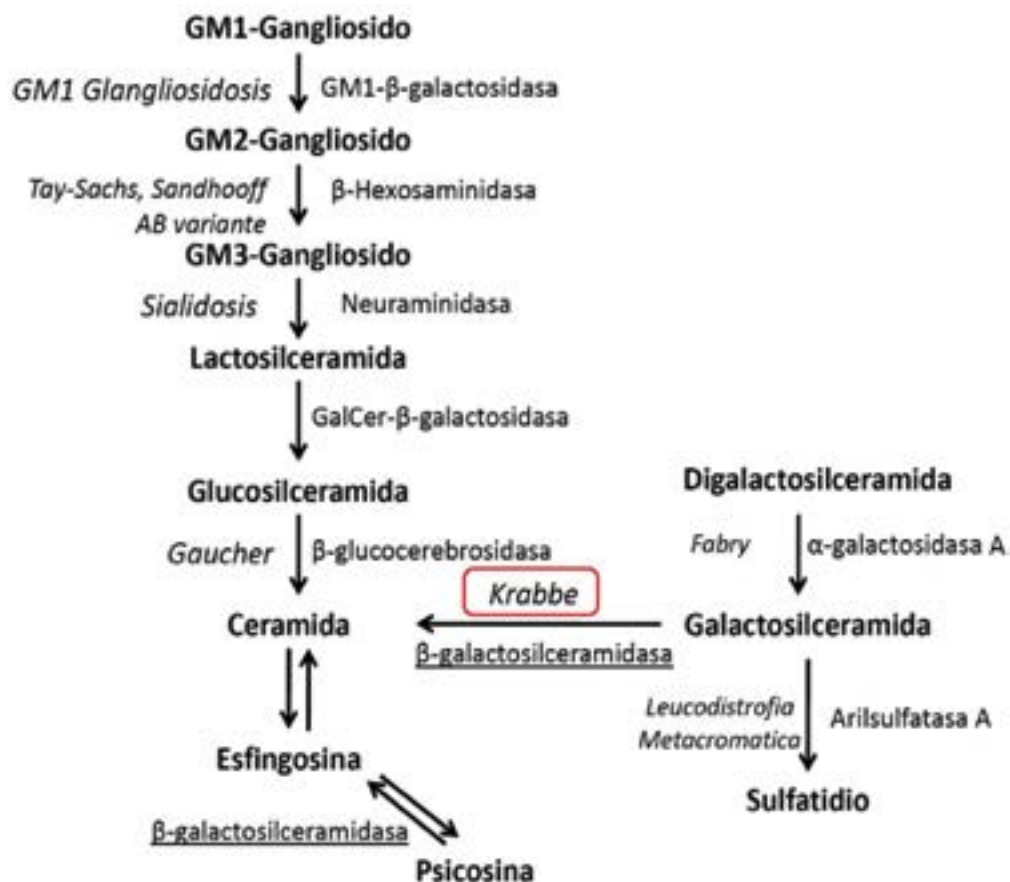 GM1-Gangliosido
GM1 Glangliosidosis
GM1-β-galactosidasa
GM2-Gangliosido
Tay-Sachs, Sandhooff
AB variante
β-Hexosaminidasa
GM3-Gangliosido
Sialidosis
Neuraminidasa
Lactosilceramida
GalCer-β-galactosidasa
Glucosilceramida
Gaucher
β-glucocerebrosidasa
Digalactosilceramida
Fabry
α-galactosidasa A
Krabbe
Ceramida
Galactosilceramida
β-galactosilceramidasa
Leucodistrofia
Metacromatica
Arilsulfatasa A
Esfingosina
Sulfatidio
β-galactosilceramidasa
Psicosina